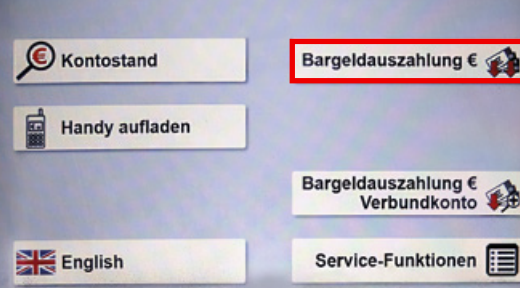 Kontostand
Bargeldauszahlung €
Handy aufladen
Bargeldauszahlung €
Verbundkonto
English
Service-Funktionen